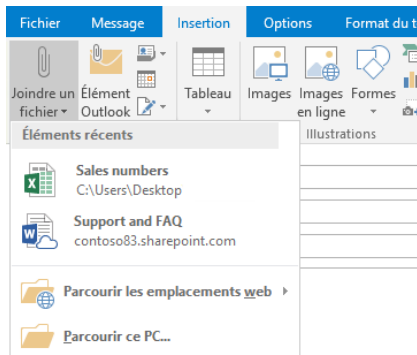 Fichier Message Insertion Options Format du t
Joindre un fichier Élément Outlook Tableau Images Images en ligne Formes
Illustrations
Éléments récents
Sales numbers
C:\Users\Desktop
Support and FAQ
contoso83.sharepoint.com
Parcourir les emplacements web
Parcourir ce PC...